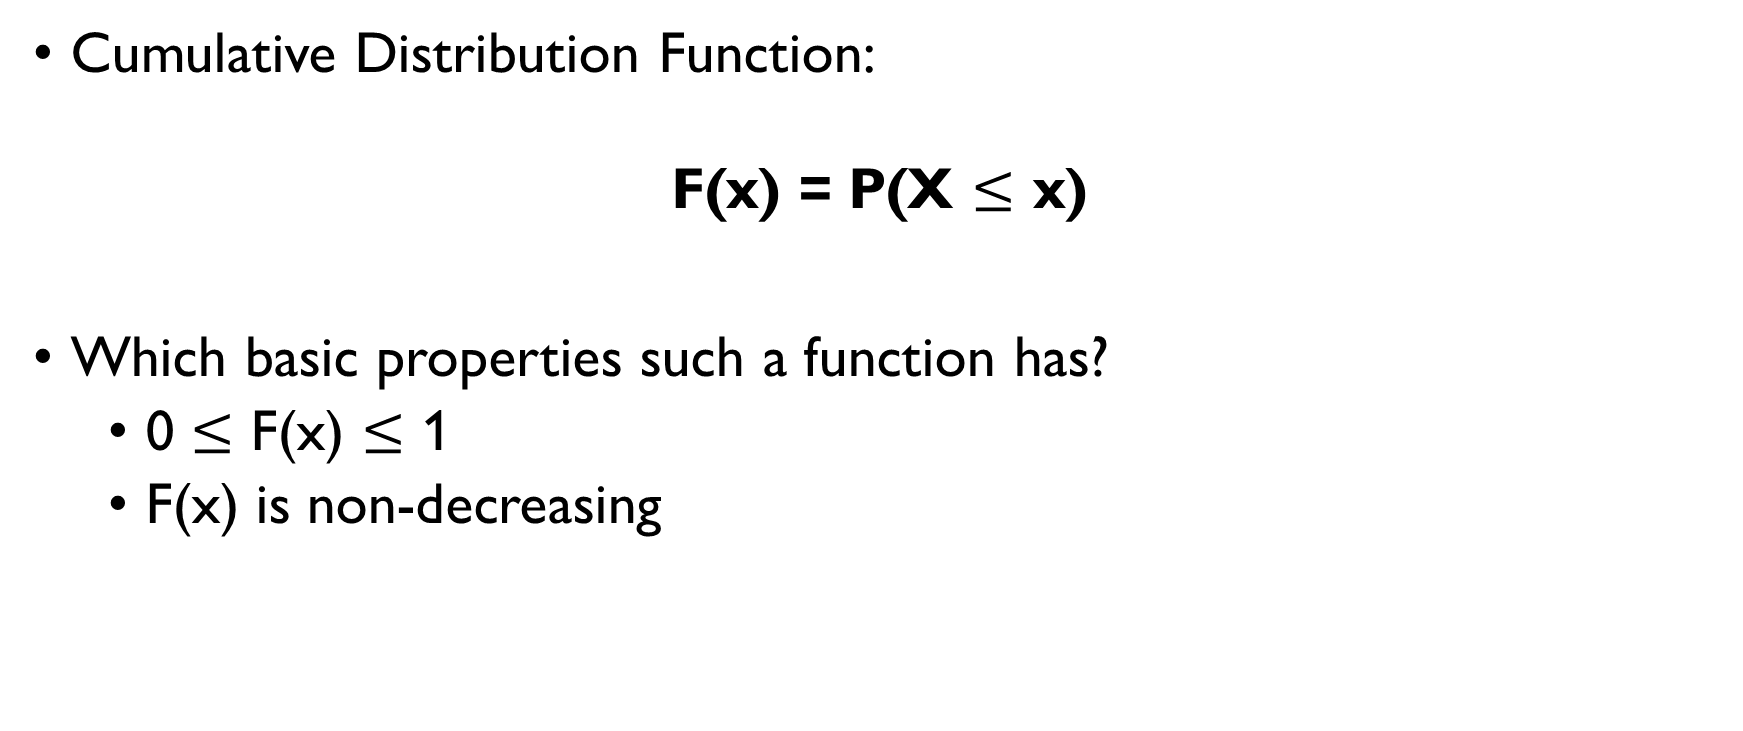 • Cumulative Distribution Function:
F(x) = P(X ≤ x)
• Which basic properties such a function has?
• 0 ≤ F(x) ≤ 1
• F(x) is non-decreasing